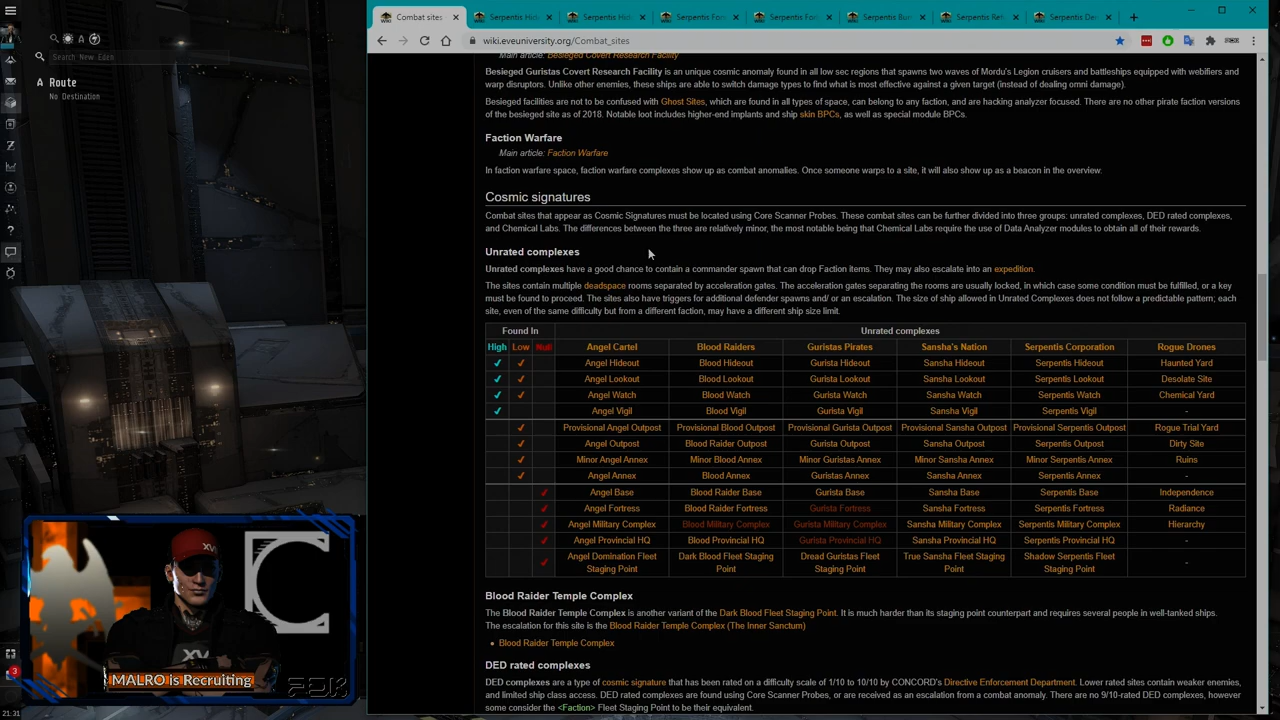 Combat sites
Serpentis Hid
Serpentis Hid
Serpentis For
Serpentis For
Serpentis Bur
Serpentis Ref
Serpentis De
wiki.eveuniversity.org/Combat_sites
Search New Eden
Route
No Destination
Main article: Besieged Covert Research Facility
Besieged Guristas Covert Research Facility is an unique cosmic anomaly found in all low sec regions that spawns two waves of Mordu's Legion cruisers and battleships equipped with webifiers and
warp disruptors. Unlike other enemies, these ships are able to switch damage types to find what is most effective against a given target (instead of dealing omni damage).
Besieged facilities are not to be confused with Ghost Sites, which are found in all types of space, can belong to any faction, and are hacking analyzer focused. There are no other pirate faction versions
of the besieged site as of 2018. Notable loot includes higher-end implants and ship skin BPCs, as well as special module BPCs.
Faction Warfare
Main article: Faction Warfare
In faction warfare space, faction warfare complexes show up as combat anomalies. Once someone warps to a site, it will also show up as a beacon in the overview.
Cosmic signatures
Combat sites that appear as Cosmic Signatures must be located using Core Scanner Probes. These combat sites can be further divided into three groups: unrated complexes, DED rated complexes,
and Chemical Labs. The differences between the three are relatively minor, the most notable being that Chemical Labs require the use of Data Analyzer modules to obtain all of their rewards.
Unrated complexes
Unrated complexes have a good chance to contain a commander spawn that can drop Faction items. They may also escalate into an expedition.
The sites contain multiple deadspace rooms separated by acceleration gates. The acceleration gates separating the rooms are usually locked, in which case some condition must be fulfilled, or a key
must be found to proceed. The sites also have triggers for additional defender spawns and/ or an escalation. The size of ship allowed in Unrated Complexes does not follow a predictable pattern; each
site, even of the same difficulty but from a different faction, may have a different ship size limit.
Found In Unrated complexes
High Low Null Angel Cartel Blood Raiders Guristas Pirates Sansha's Nation Serpentis Corporation Rogue Drones
✓ ✓ Angel Hideout Blood Hideout Gurista Hideout Sansha Hideout Serpentis Hideout Haunted Yard
✓ ✓ Angel Lookout Blood Lookout Gurista Lookout Sansha Lookout Serpentis Lookout Desolate Site
✓ ✓ Angel Watch Blood Watch Gurista Watch Sansha Watch Serpentis Watch Chemical Yard
✓ Angel Vigil Blood Vigil Gurista Vigil Sansha Vigil Serpentis Vigil -
✓ Provisional Angel Outpost Provisional Blood Outpost Provisional Gurista Outpost Provisional Sansha Outpost Provisional Serpentis Outpost Rogue Trial Yard
✓ Angel Outpost Blood Raider Outpost Gurista Outpost Sansha Outpost Serpentis Outpost Dirty Site
✓ Minor Angel Annex Minor Blood Annex Minor Guristas Annex Minor Sansha Annex Minor Serpentis Annex Ruins
✓ Angel Annex Blood Annex Guristas Annex Sansha Annex Serpentis Annex -
✓ Angel Base Blood Raider Base Gurista Base Sansha Base Serpentis Base Independence
✓ Angel Fortress Blood Raider Fortress Gurista Fortress Sansha Fortress Serpentis Fortress Radiance
✓ Angel Military Complex Blood Military Complex Gurista Military Complex Sansha Military Complex Serpentis Military Complex Hierarchy
✓ Angel Provincial HQ Blood Provincial HQ Gurista Provincial HQ Sansha Provincial HQ Serpentis Provincial HQ -
✓ Angel Domination Fleet Staging Point Dark Blood Fleet Staging Point Dread Guristas Fleet Staging Point True Sansha Fleet Staging Point Shadow Serpentis Fleet Staging Point -
Blood Raider Temple Complex
The Blood Raider Temple Complex is another variant of the Dark Blood Fleet Staging Point. It is much harder than its staging point counterpart and requires several people in well-tanked ships.
The escalation for this site is the Blood Raider Temple Complex (The Inner Sanctum)
Blood Raider Temple Complex
DED rated complexes
DED complexes are a type of cosmic signature that has been rated on a difficulty scale of 1/10 to 10/10 by CONCORD's Directive Enforcement Department. Lower rated sites contain weaker enemies,
and limited ship class access. DED rated complexes are found using Core Scanner Probes, or are received as an escalation from a combat anomaly. There are no 9/10-rated DED complexes, however
some consider the <Faction> Fleet Staging Point to be their equivalent.
MALRO is Recruiting
XV
XV
3
21:31